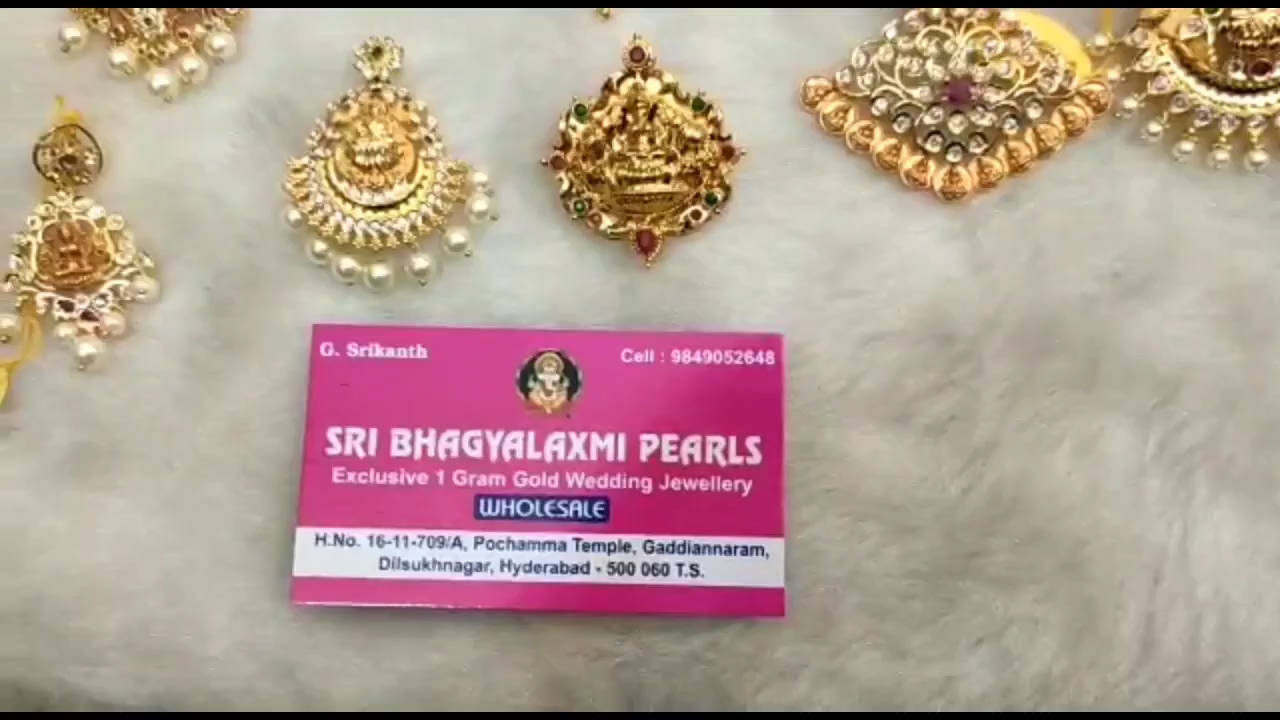 G. Srikanth
Cell : 9849052648
SRI BHAGYALAXMI PEARLS
Exclusive 1 Gram Gold Wedding Jewellery
WHOLESALE
H.No. 16-11-709/A, Pochamma Temple, Gaddiannaram,
Dilsukhnagar, Hyderabad - 500 060 T.S.